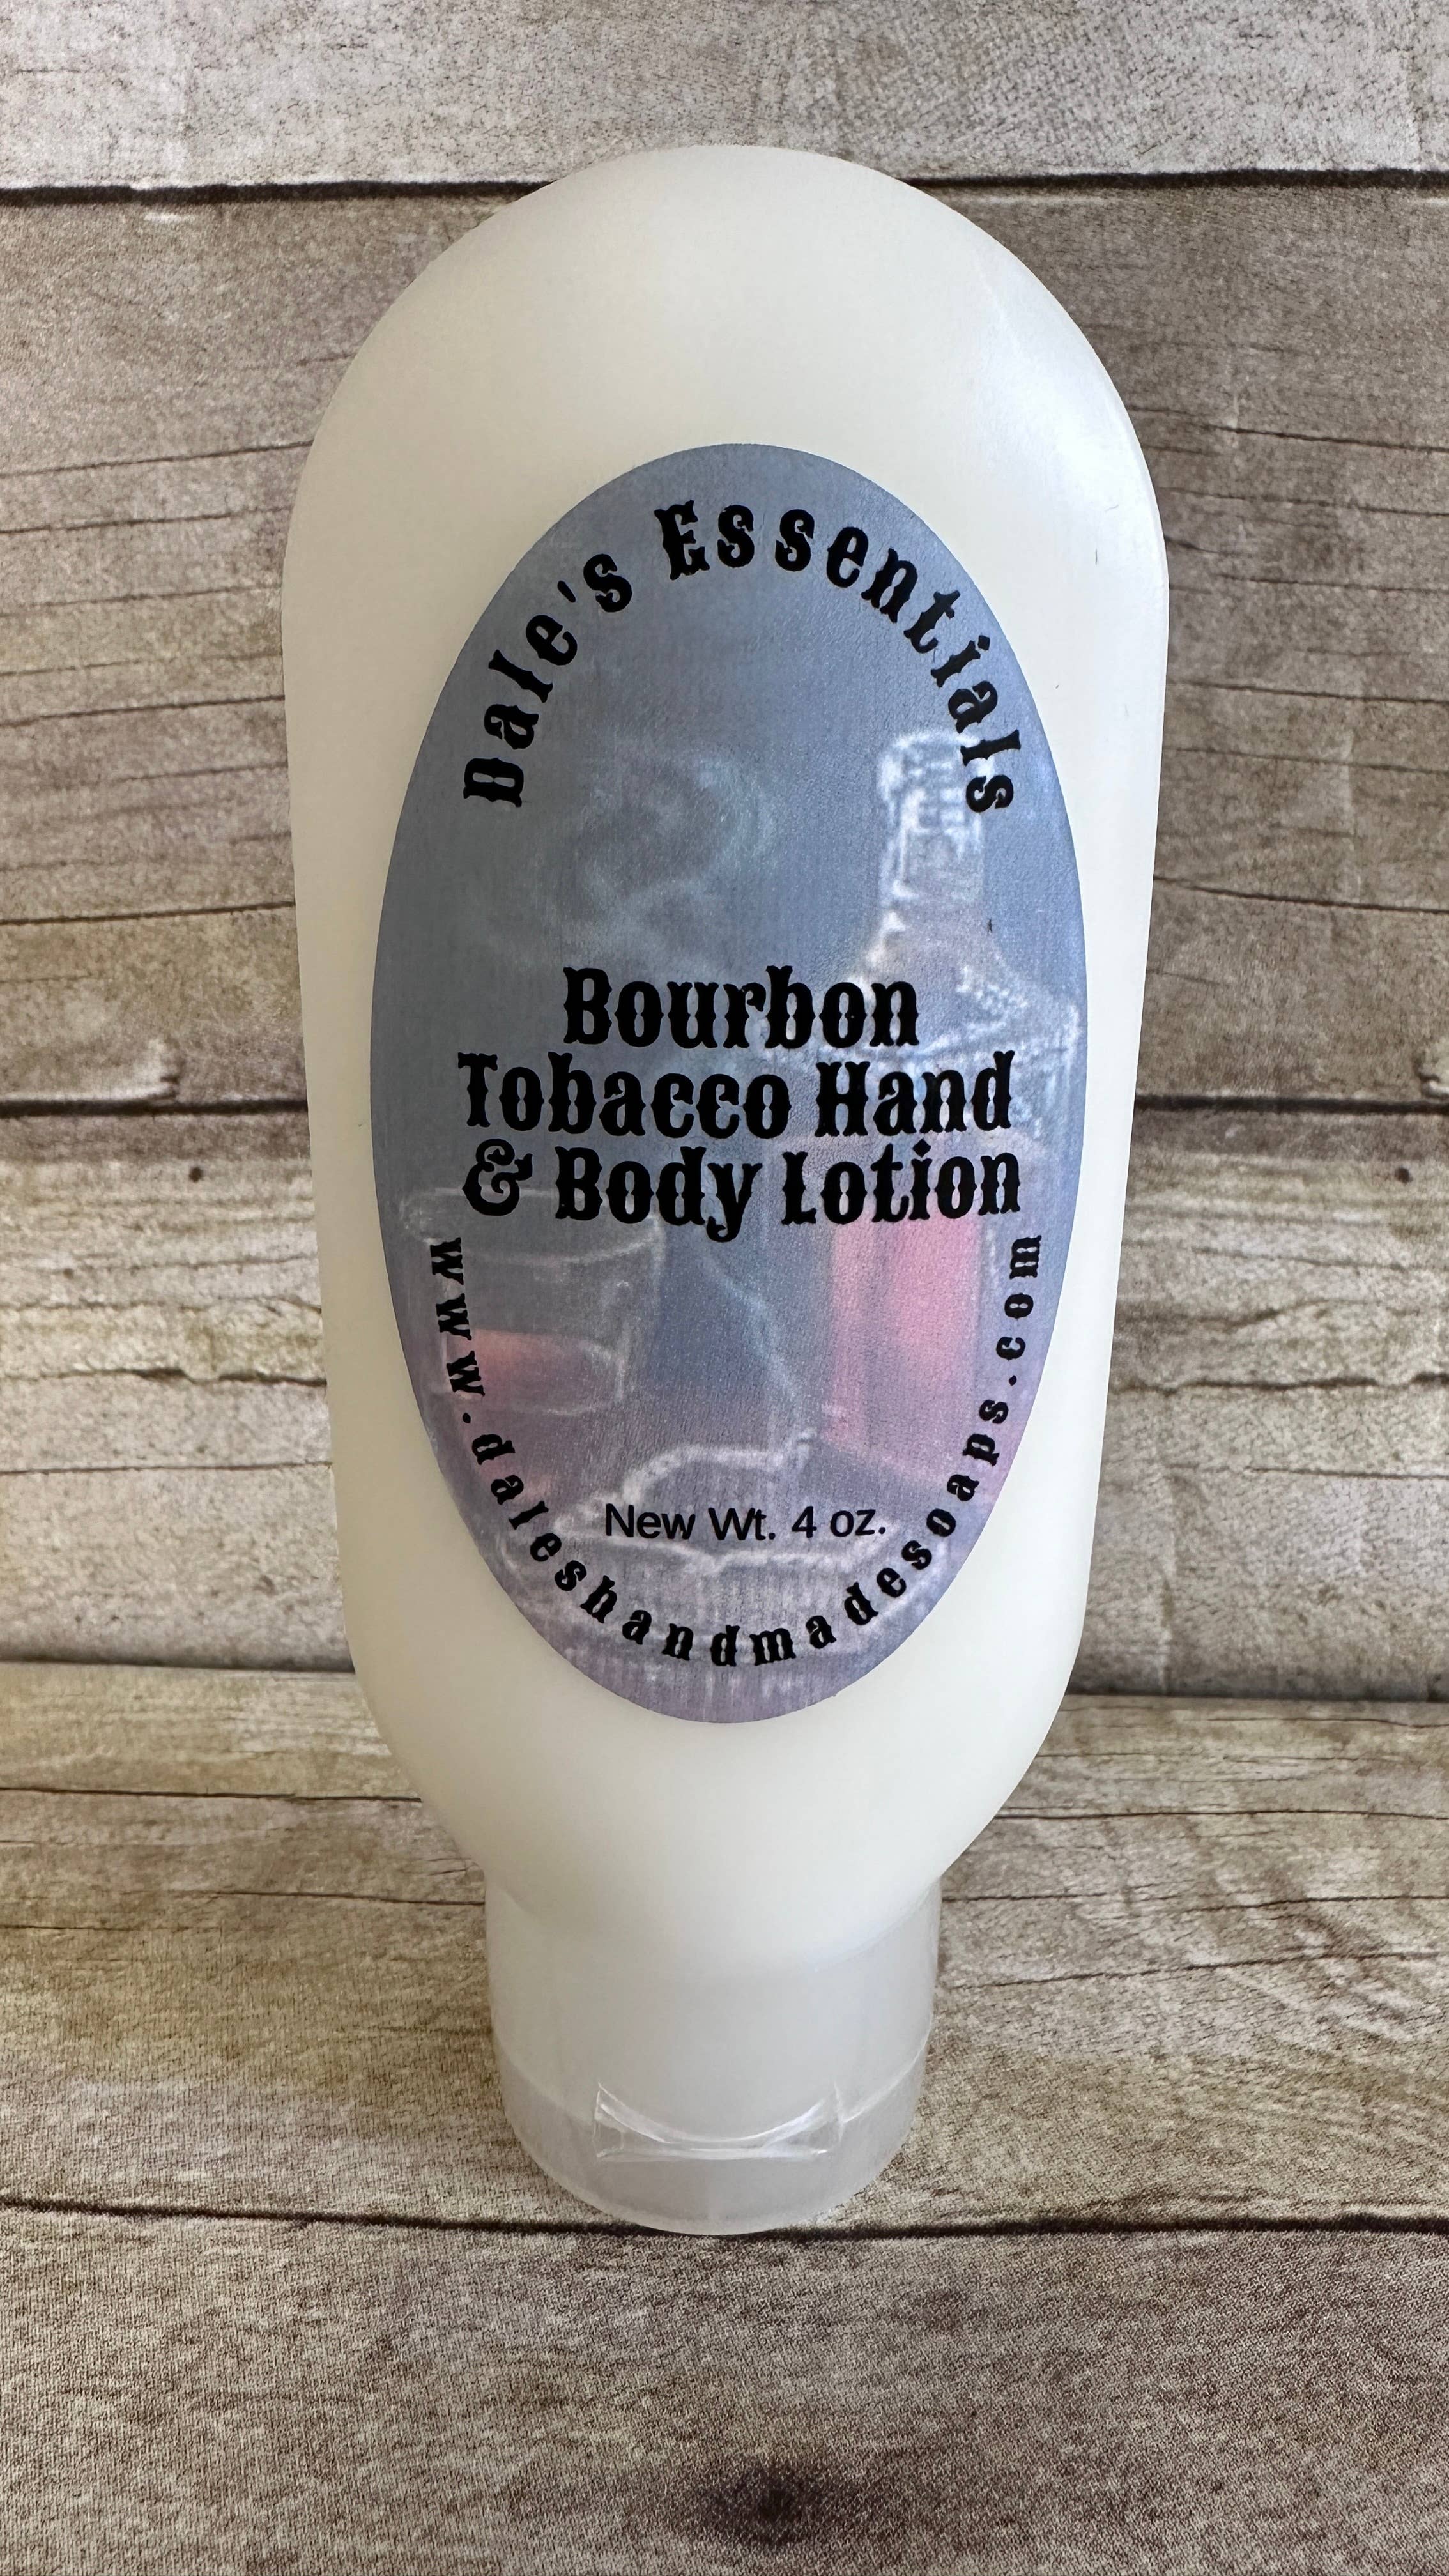 Dale's Essentials
Bourbon
Tobacco Hand
& Body Lotion
New Wt. 4 oz.
www.daleshandmadesoaps.com